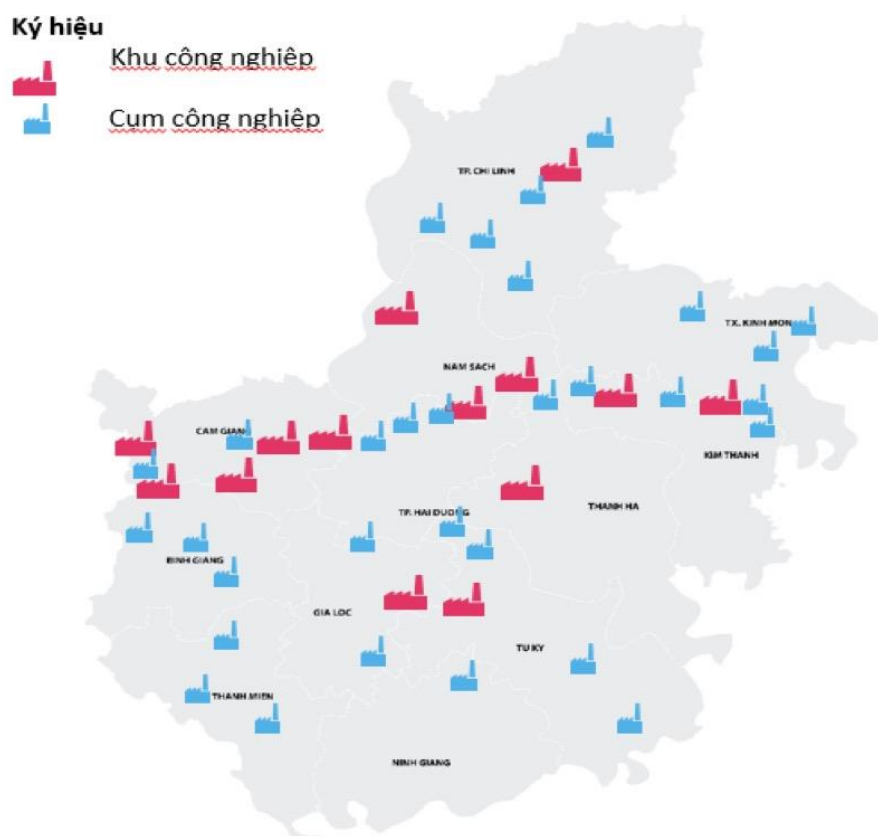 Ký hiệu
Khu công nghiệp
Cụm công nghiệp
TP. CHI LINH
TX. KINH MON
NAM SACH
CAM GIANG
KIM THANH
THANH HA
TP. HAI DUONG
BINH GIANG
GIA LOC
TU KY
THANH MIEN
NINH GIANG